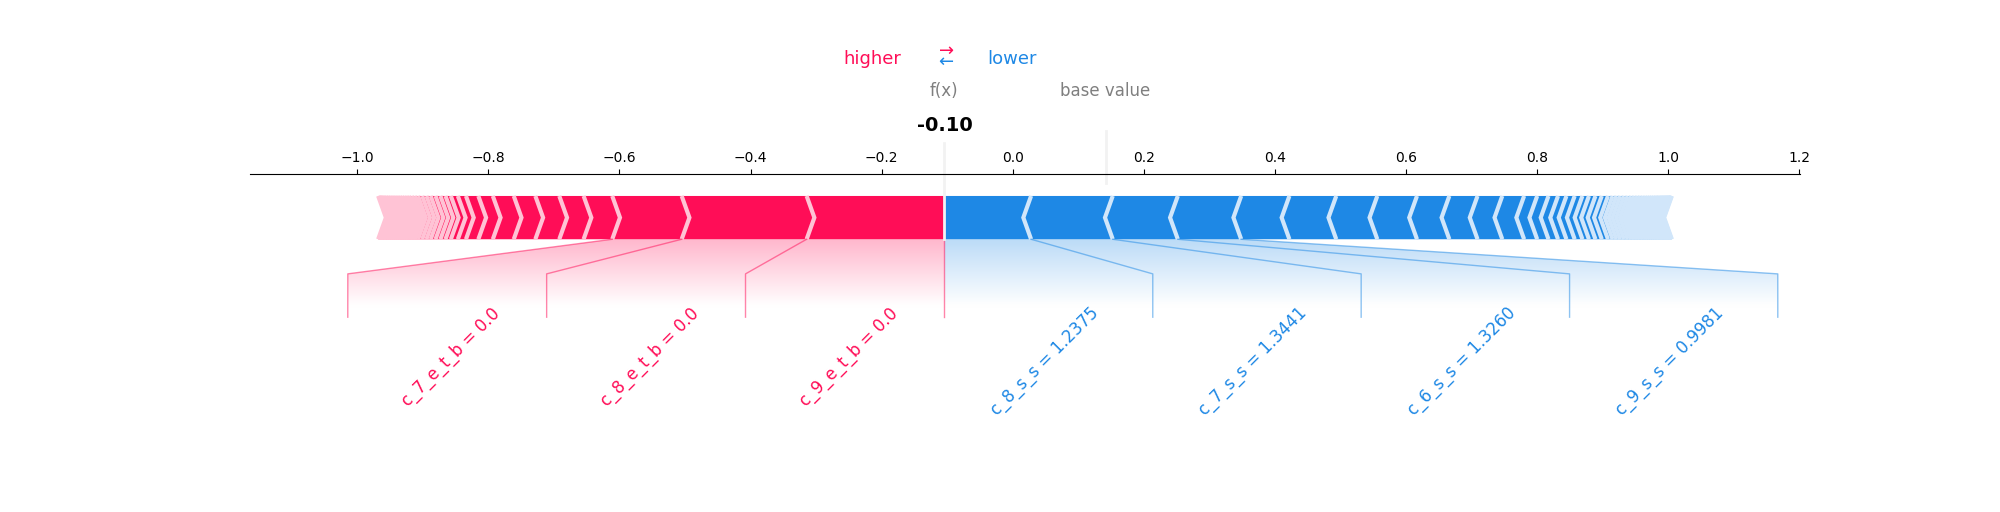 higher → ← lower
f(x) base value
-0.10
−1.0 −0.8 −0.6 −0.4 −0.2 0.0 0.2 0.4 0.6 0.8 1.0 1.2
c_7_e_t_b = 0.0
c_8_e_t_b = 0.0
c_9_e_t_b = 0.0
c_8_s_s = 1.2375
c_7_s_s = 1.3441
c_6_s_s = 1.3260
c_9_s_s = 0.9981